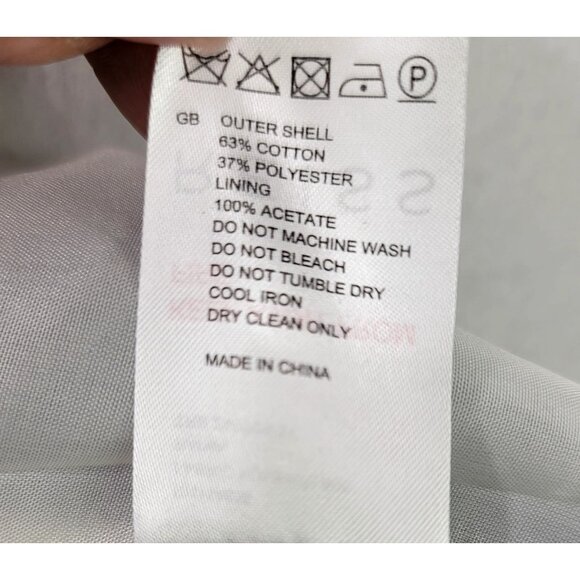 P
GB OUTER SHELL
63% COTTON
37% POLYESTER
LINING
100% ACETATE
DO NOT MACHINE WASH
DO NOT BLEACH
DO NOT TUMBLE DRY
COOL IRON
DRY CLEAN ONLY
MADE IN CHINA